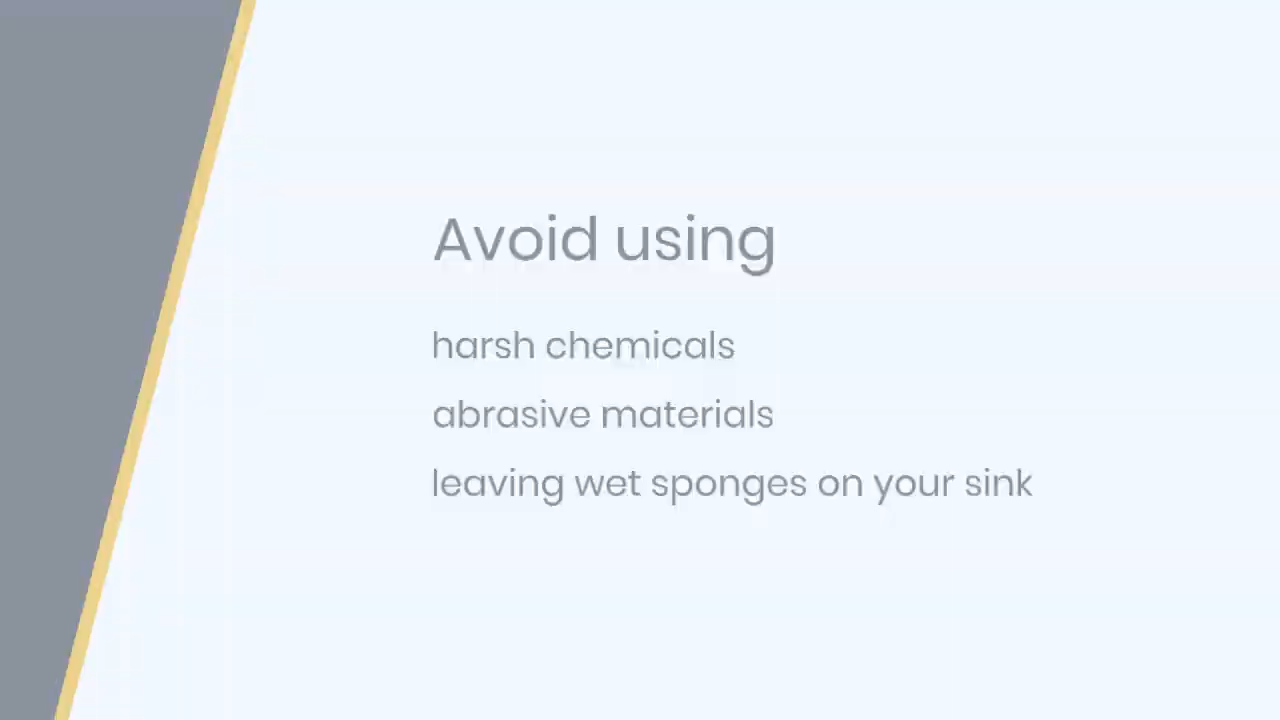 Avoid using
harsh chemicals
abrasive materials
leaving wet sponges on your sink